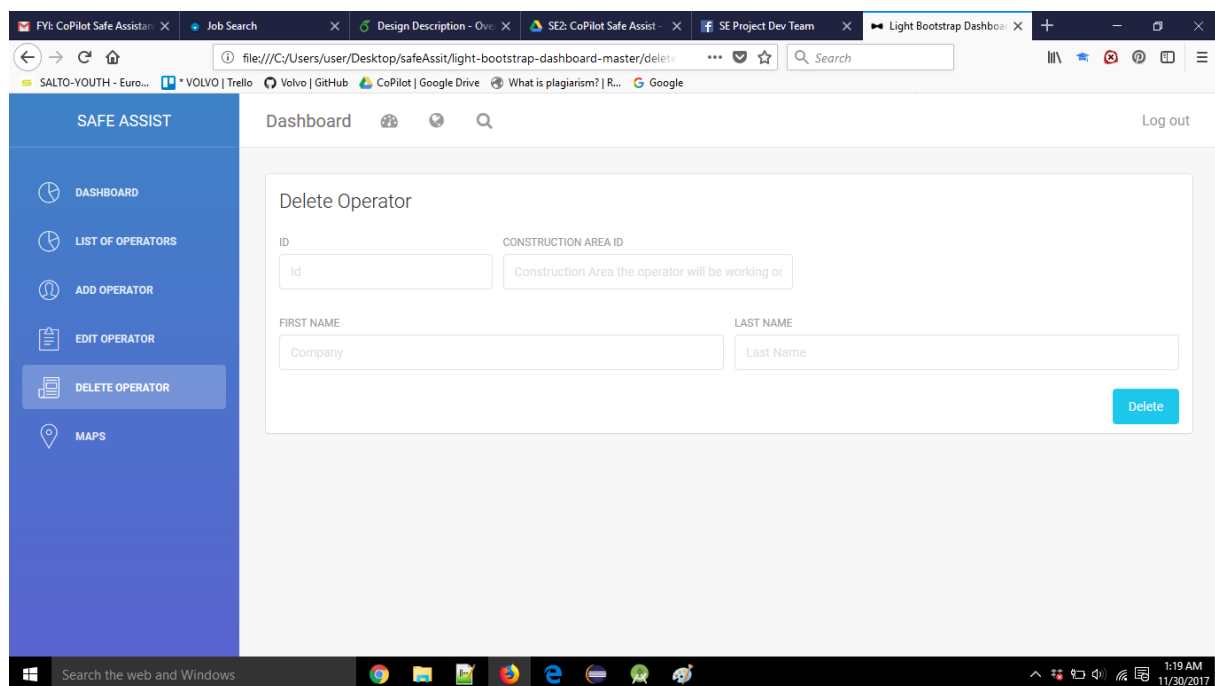 FYI: CoPilot Safe Assistan
Job Search
Design Description - Ove
SE2: CoPilot Safe Assist -
SE Project Dev Team
Light Bootstrap Dashboa
file:///C:/Users/user/Desktop/safeAssit/light-bootstrap-dashboard-master/delete
Search
SALTO-YOUTH - Euro...
* VOLVO | Trello
Volvo | GitHub
CoPilot | Google Drive
What is plagiarism? | R...
Google
SAFE ASSIST
Dashboard
Log out
DASHBOARD
LIST OF OPERATORS
ADD OPERATOR
EDIT OPERATOR
DELETE OPERATOR
MAPS
Delete Operator
ID
CONSTRUCTION AREA ID
Id
Construction Area the operator will be working on
FIRST NAME
LAST NAME
Company
Last Name
Delete
Search the web and Windows
1:19 AM
11/30/2017